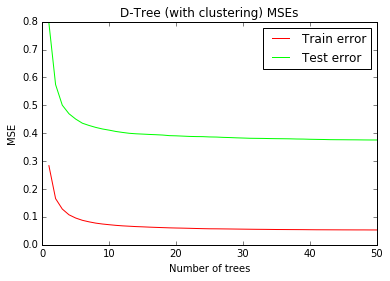 D-Tree (with clustering) MSEs
0.8
0.7
0.6
0.5
0.4
0.3
0.2
0.1
0.0
MSE
Train error
Test error
0 10 20 30 40 50
Number of trees